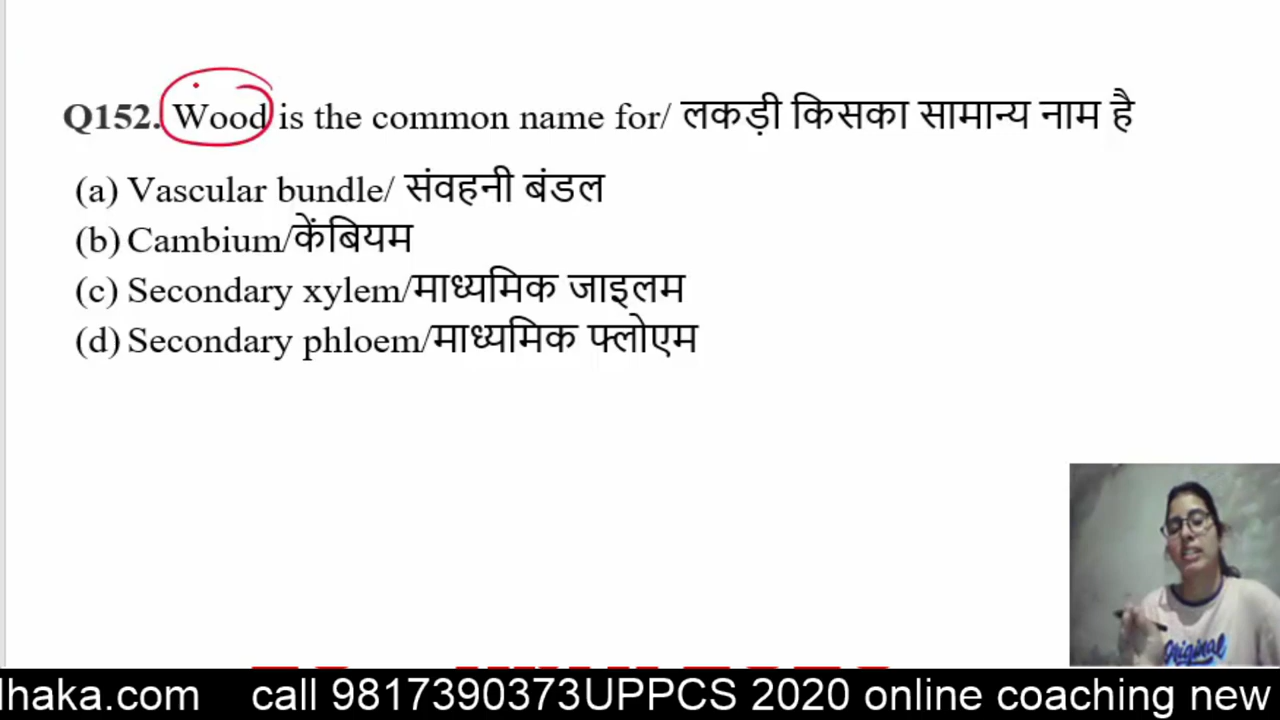 Q152. Wood is the common name for/ लकड़ी किसका सामान्य नाम है
(a) Vascular bundle/ संवहनी बंडल
(b) Cambium/केंबियम
(c) Secondary xylem/माध्यमिक जाइलम
(d) Secondary phloem/माध्यमिक फ्लोएम
Original
lhaka.com call 9817390373UPPCS 2020 online coaching new